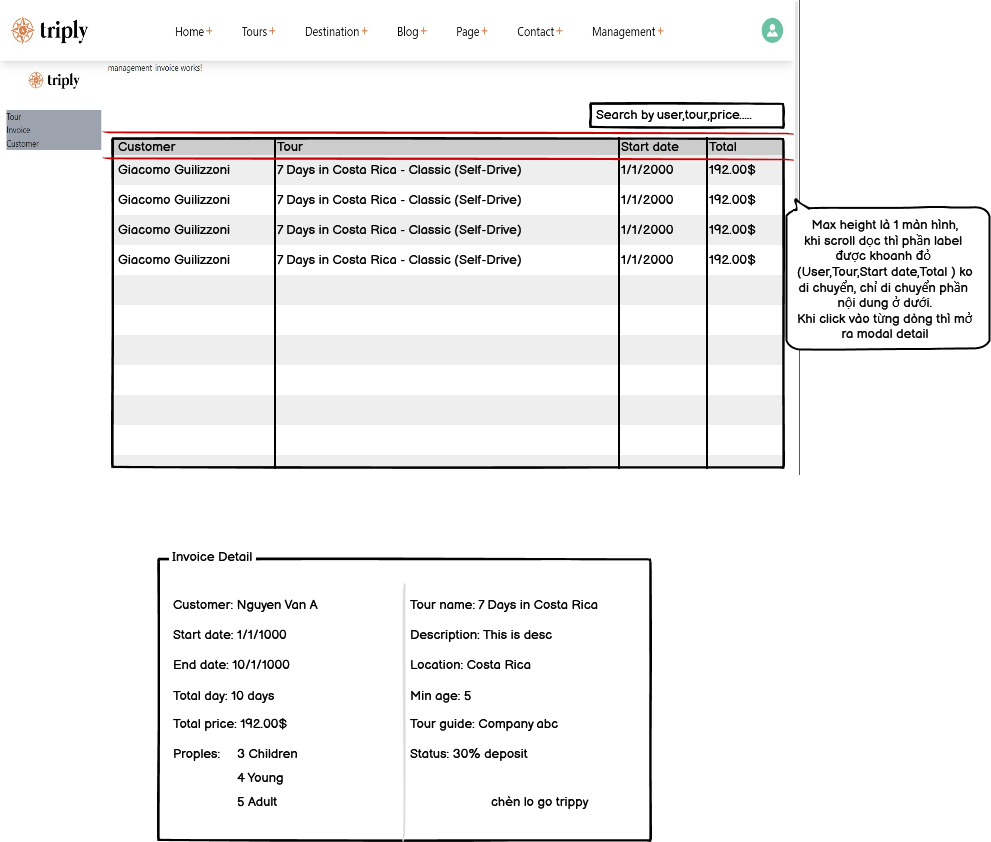 triply
Home+ Tours+ Destination+ Blog+ Page+ Contact+ Management+
triply
management invoice works!
Tour
Invoice
Customer
Search by user,tour,price.....
Customer Tour Start date Total
Giacomo Guilizzoni 7 Days in Costa Rica - Classic (Self-Drive) 1/1/2000 192.00$
Giacomo Guilizzoni 7 Days in Costa Rica - Classic (Self-Drive) 1/1/2000 192.00$
Giacomo Guilizzoni 7 Days in Costa Rica - Classic (Self-Drive) 1/1/2000 192.00$
Giacomo Guilizzoni 7 Days in Costa Rica - Classic (Self-Drive) 1/1/2000 192.00$
Max height là 1 màn hình,
khi scroll dọc thì phần label
được khoanh đỏ
(User,Tour,Start date,Total ) ko
di chuyển, chỉ di chuyển phần
nội dung ở dưới.
Khi click vào từng dòng thì mở
ra modal detail
Invoice Detail
Customer: Nguyen Van A
Start date: 1/1/1000
End date: 10/1/1000
Total day: 10 days
Total price: 192.00$
Proples: 3 Children
4 Young
5 Adult
Tour name: 7 Days in Costa Rica
Description: This is desc
Location: Costa Rica
Min age: 5
Tour guide: Company abc
Status: 30% deposit
chèn lo go trippy